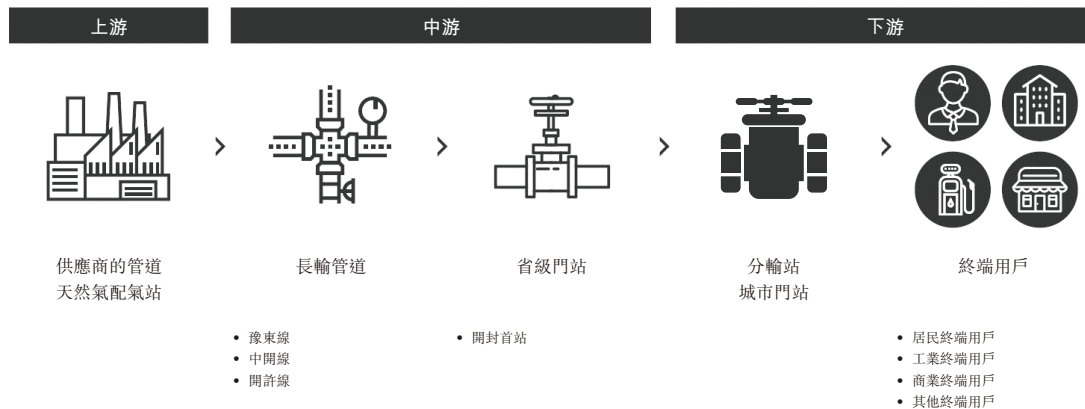 上游
中游
下游
供應商的管道
天然氣配氣站
長輸管道
省級門站
分輸站
城市門站
終端用戶
• 豫東線
• 中開線
• 開許線
• 開封首站
• 居民終端用戶
• 工業終端用戶
• 商業終端用戶
• 其他終端用戶